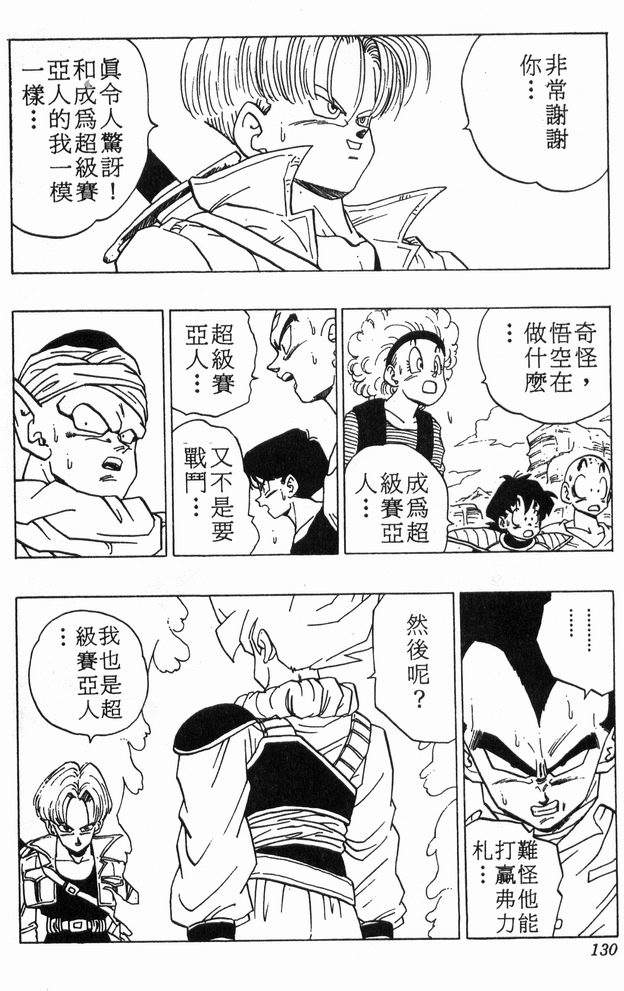 非常謝謝
你…
眞令人驚訝！
和成爲超級賽
亞人的我一模
一樣…
奇怪，
悟空在
做什麼
…
成爲超
級賽亞
人…
超級賽
亞人…
又不是要
戰鬥…
………
………
難怪他能
打贏弗力
札…
然後呢？
我也是超
級賽亞人
…
130